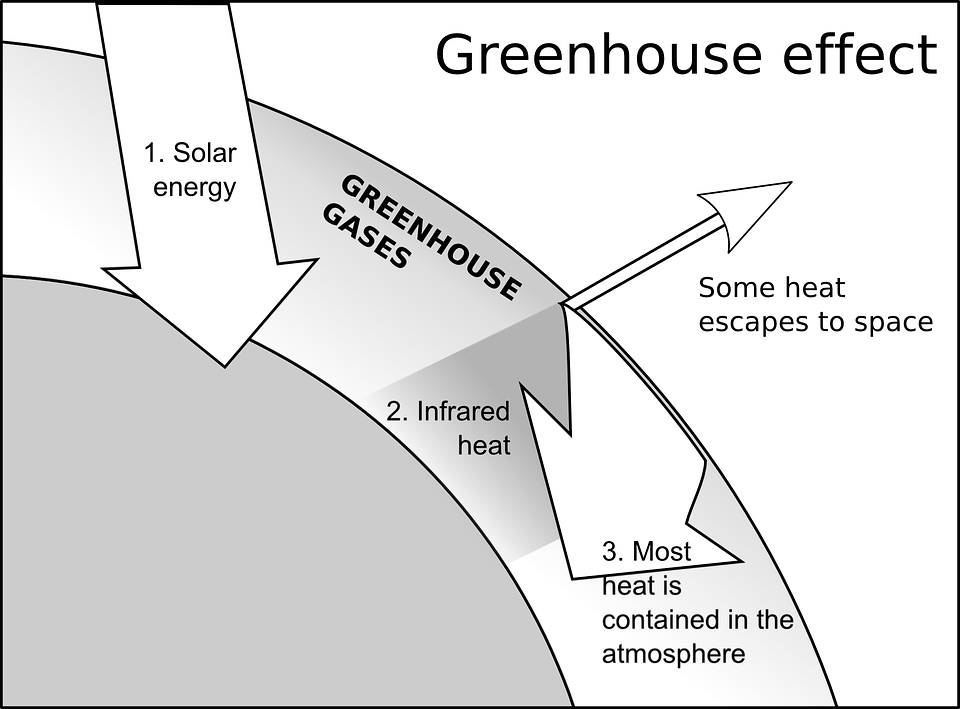 Greenhouse effect
1. Solar
energy
GREENHOUSE
GASES
Some heat
escapes to space
2. Infrared
heat
3. Most
heat is
contained in the
atmosphere